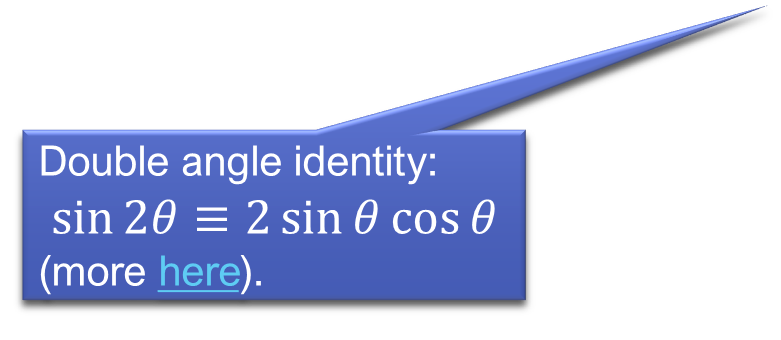 Double angle identity:
sin 2θ ≡ 2 sin θ cos θ
(more here).